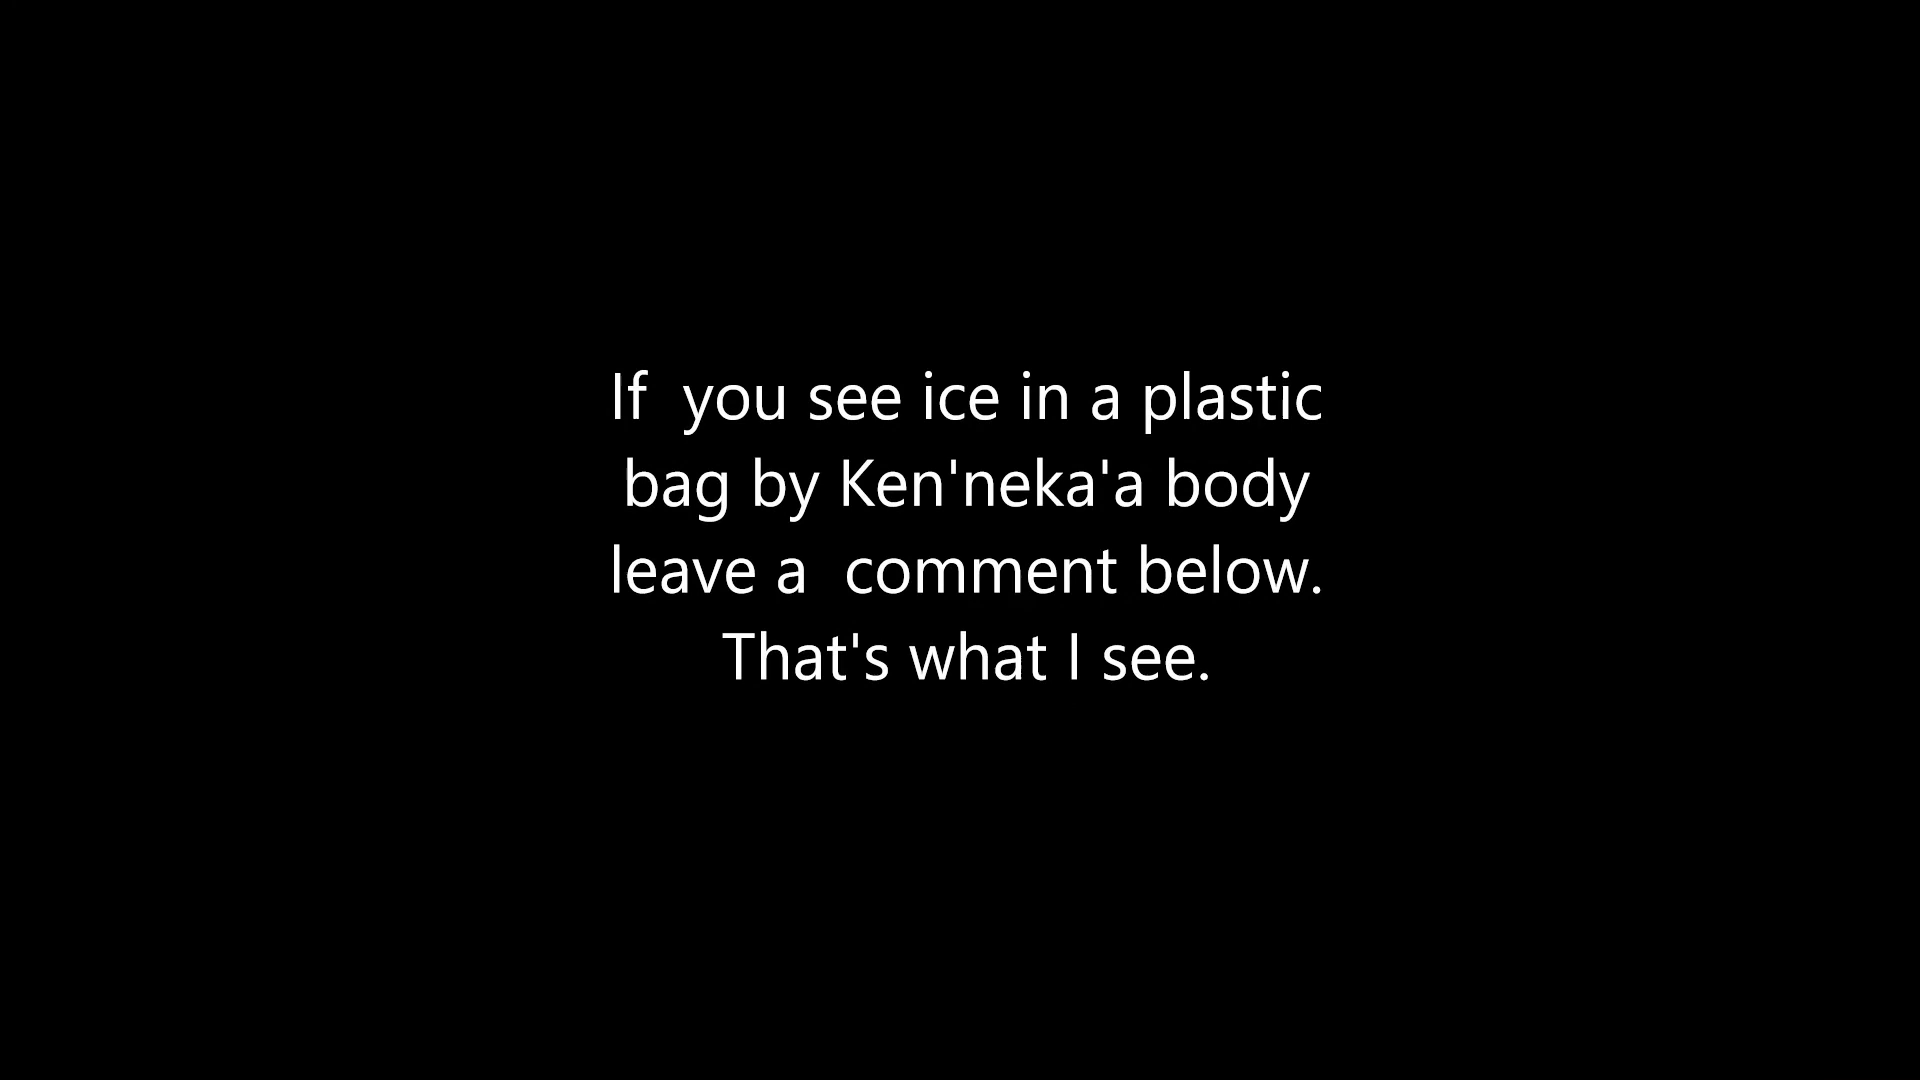 If  you see ice in a plastic
bag by Ken'neka'a body
leave a  comment below.
That's what I see.